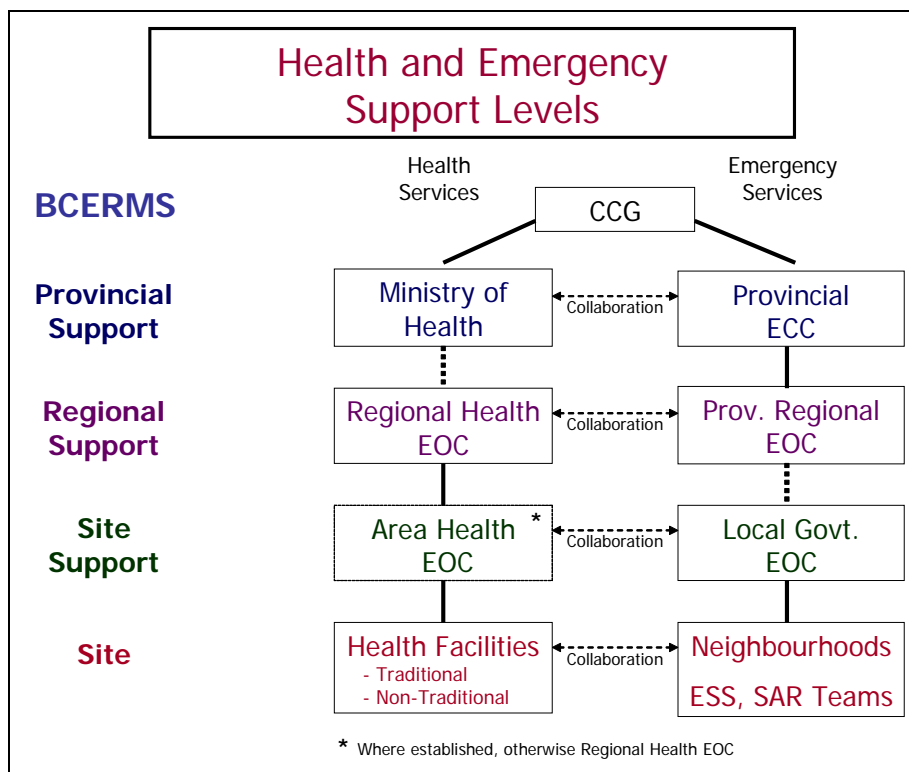 Health and Emergency
Support Levels
Health
Services
Emergency
Services
BCERMS
CCG
Provincial
Support
Ministry of
Health
Collaboration
Provincial
ECC
Regional
Support
Regional Health
EOC
Collaboration
Prov. Regional
EOC
Site
Support
Area Health *
EOC
Collaboration
Local Govt.
EOC
Site
Health Facilities
- Traditional
- Non-Traditional
Collaboration
Neighbourhoods
ESS, SAR Teams
* Where established, otherwise Regional Health EOC